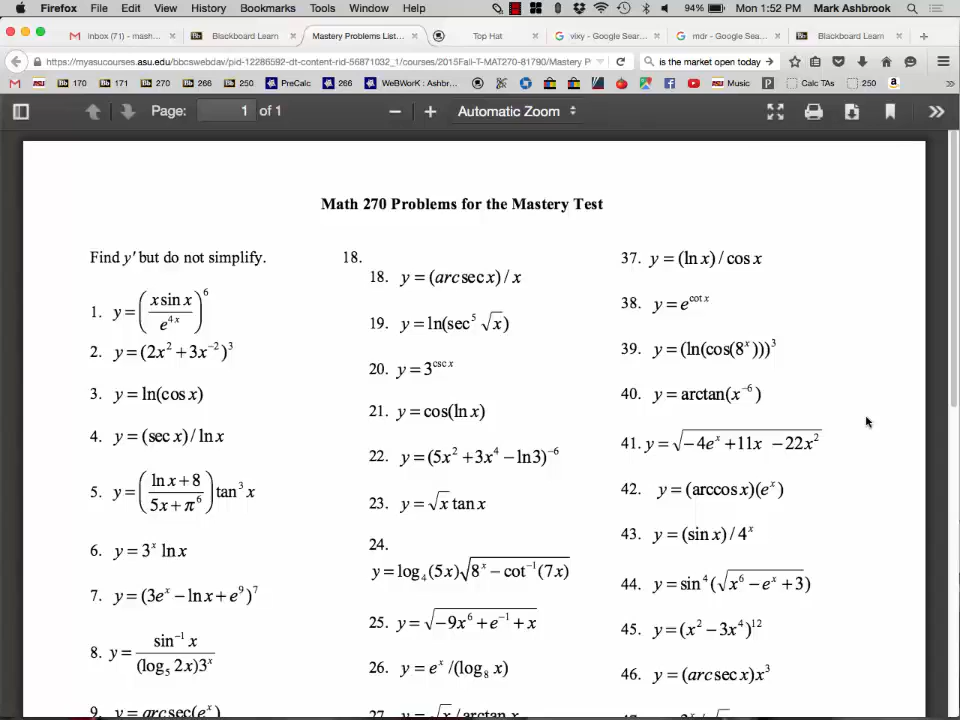 Firefox File Edit View History Bookmarks Tools Window Help 94% Mon 1:52 PM Mark Ashbrook
Inbox (71) - mash... Blackboard Learn Mastery Problems List... Top Hat vixy - Google Sear... mdr - Google Sea... Blackboard Learn
https://myasucourses.asu.edu/bbcswebdav/pid-12286592-dt-content-rid-56871032_1/courses/2015Fall-T-MAT270-81790/Mastery P is the market open today
170 171 270 266 PreCalc 266 WeBWorK : Ashbr... Music Calc TAs 250
Page: 1 of 1 Automatic Zoom
Math 270 Problems for the Mastery Test
Find y' but do not simplify.
1. y = (x sin x / e^{4x})^6
2. y = (2x^2 + 3x^{-2})^3
3. y = ln(cos x)
4. y = (sec x) / ln x
5. y = (ln x + 8 / 5x + π^6) tan^3 x
6. y = 3^x ln x
7. y = (3e^x − ln x + e^9)^7
8. y = sin^{-1} x / (log_5 2x)3^x
9. y = arcsec(e^x)
18.
18. y = (arcsec x) / x
19. y = ln(sec^5 √x)
20. y = 3^{csc x}
21. y = cos(ln x)
22. y = (5x^2 + 3x^4 − ln 3)^{-6}
23. y = √x tan x
24.
y = log_4(5x)√(8^x − cot^{-1}(7x))
25. y = √(−9x^6 + e^{-1} + x)
26. y = e^x /(log_8 x)
27. y = √x / arctan x
37. y = (ln x) / cos x
38. y = e^{cot x}
39. y = (ln(cos(8^x)))^3
40. y = arctan(x^{-6})
41. y = √(−4e^x + 11x − 22x^2)
42. y = (arccos x)(e^x)
43. y = (sin x) / 4^x
44. y = sin^4(√(x^6 − e^x + 3))
45. y = (x^2 − 3x^4)^{12}
46. y = (arcsec x)x^3